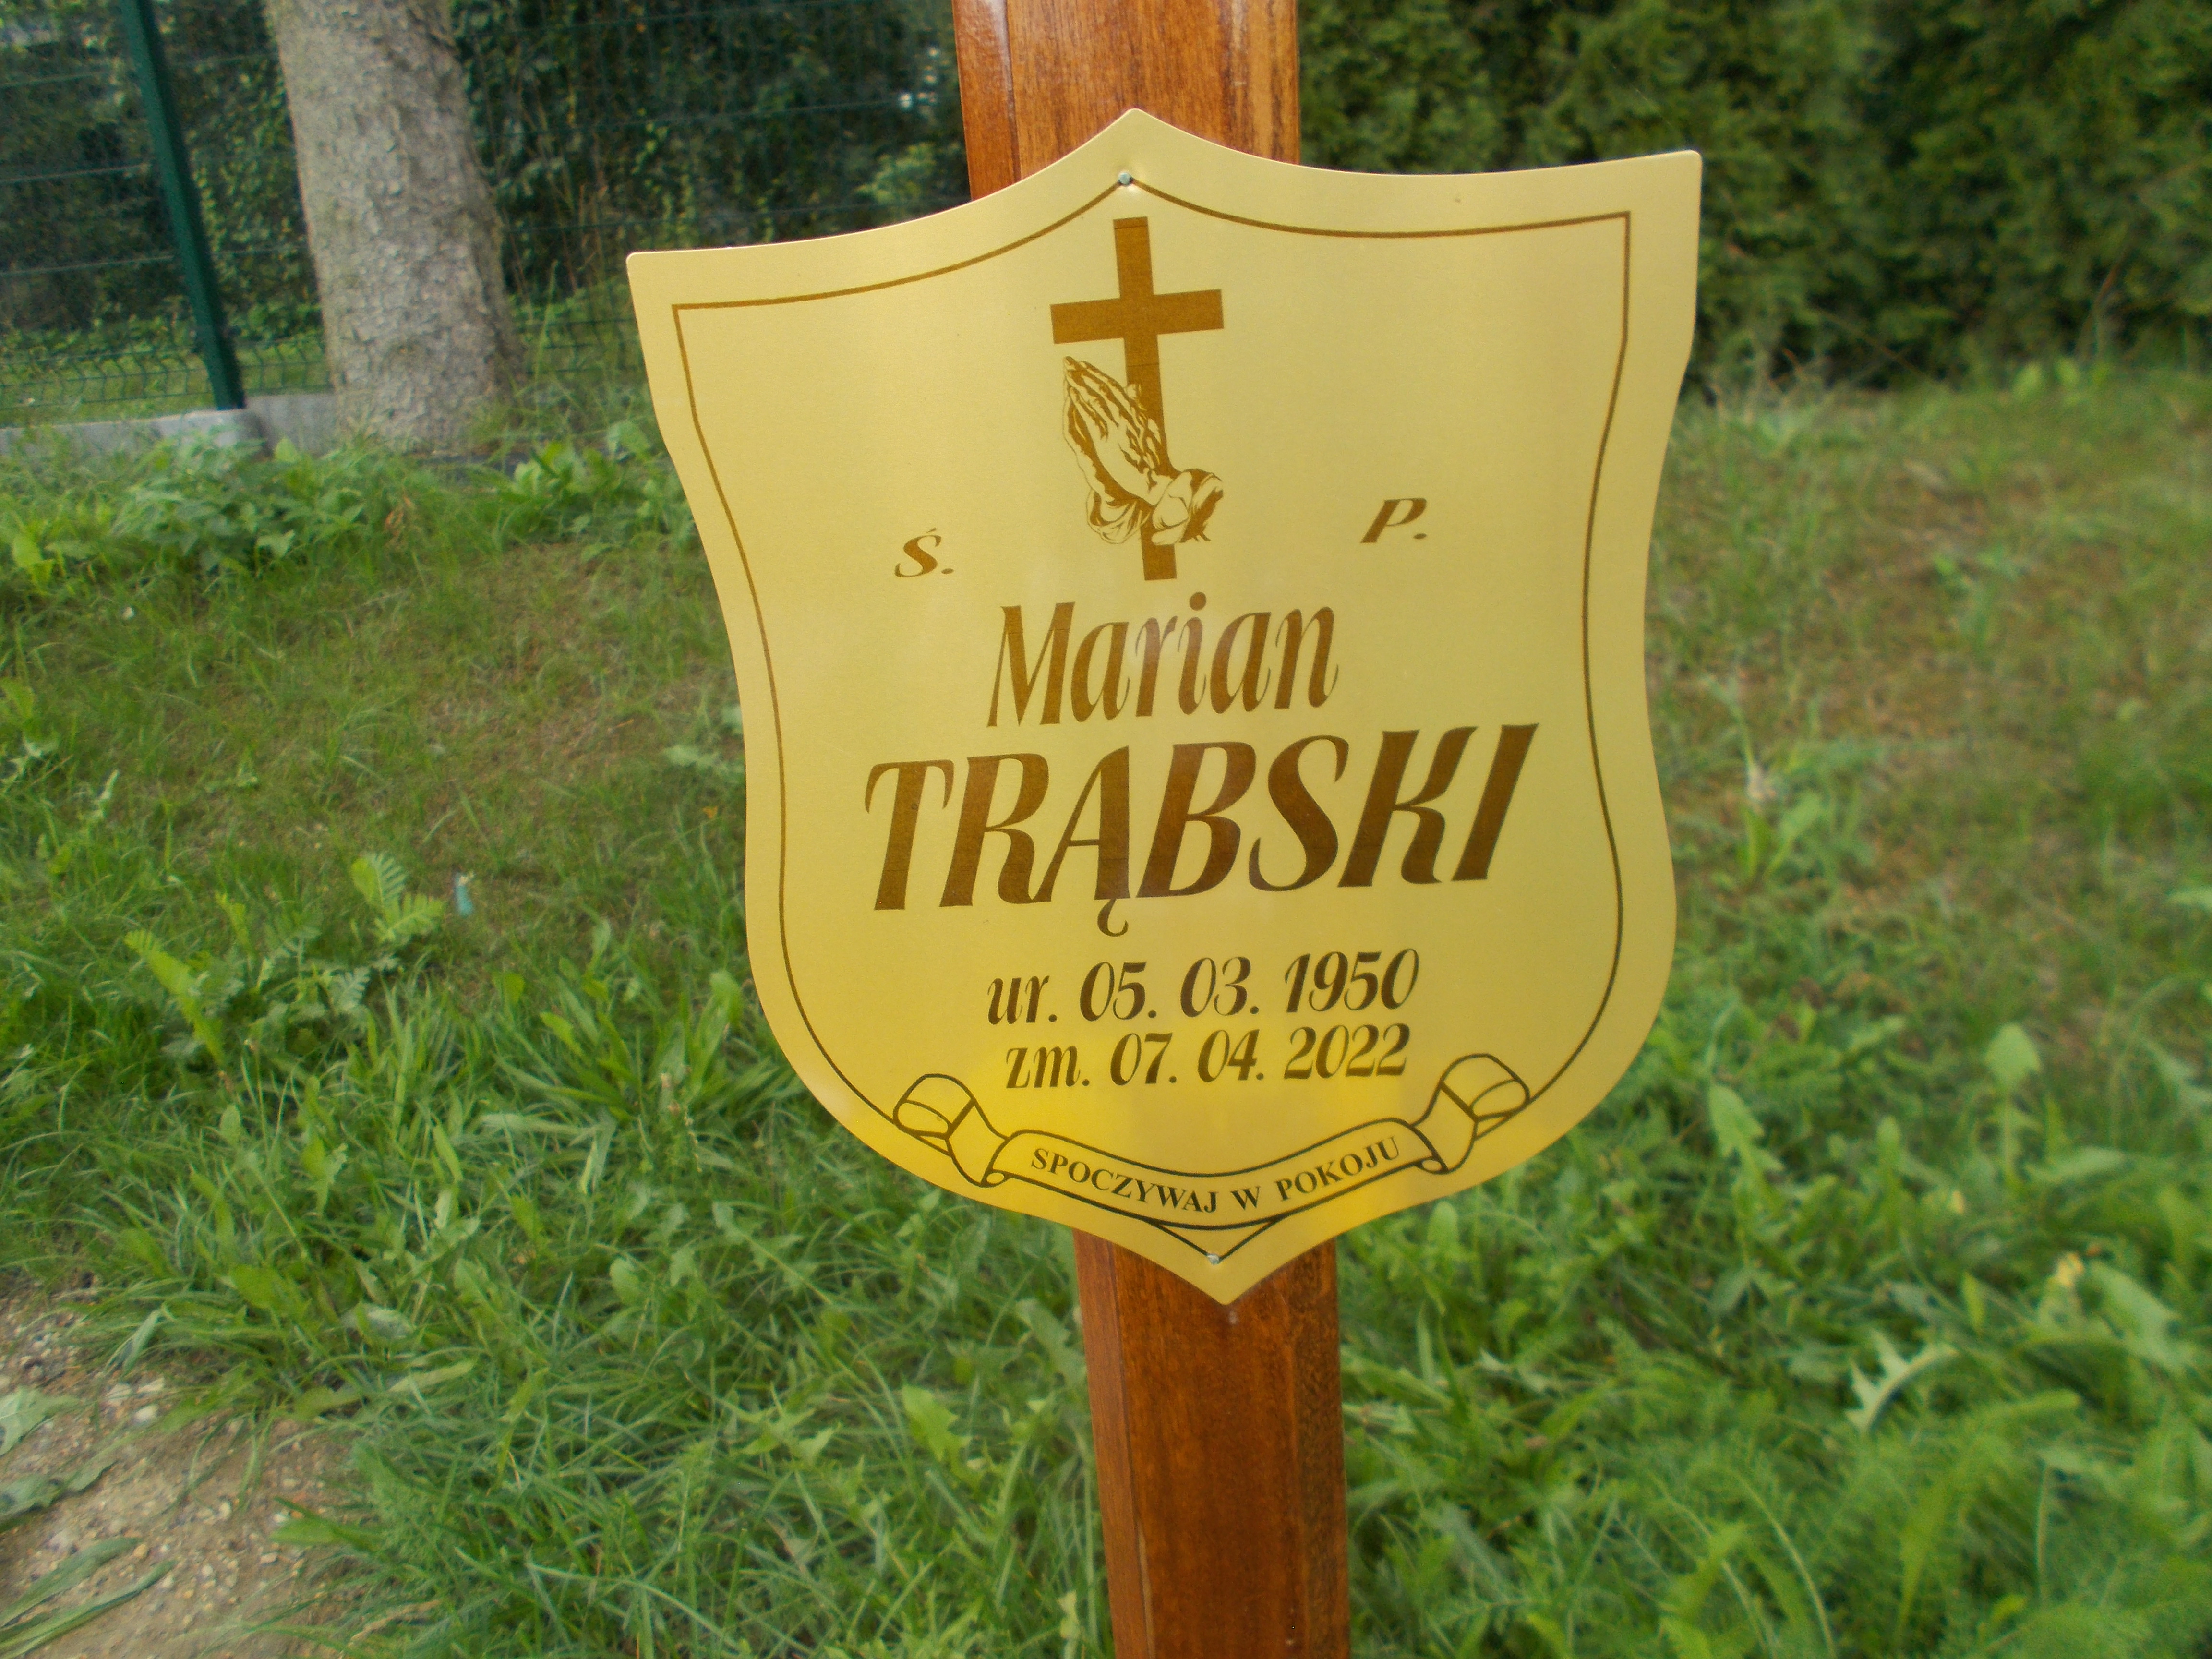 Ś. P.
Marian
TRĄBSKI
ur. 05. 03. 1950
zm. 07. 04. 2022
SPOCZYWAJ W POKOJU